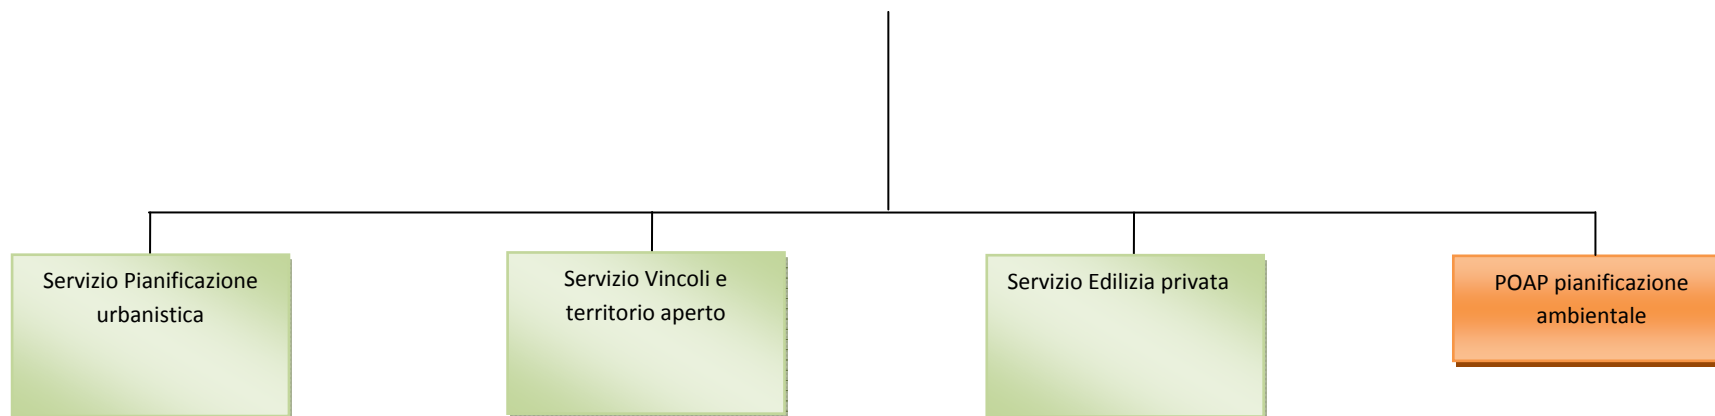 Servizio Pianificazione
urbanistica
Servizio Vincoli e
territorio aperto
Servizio Edilizia privata
POAP pianificazione
ambientale